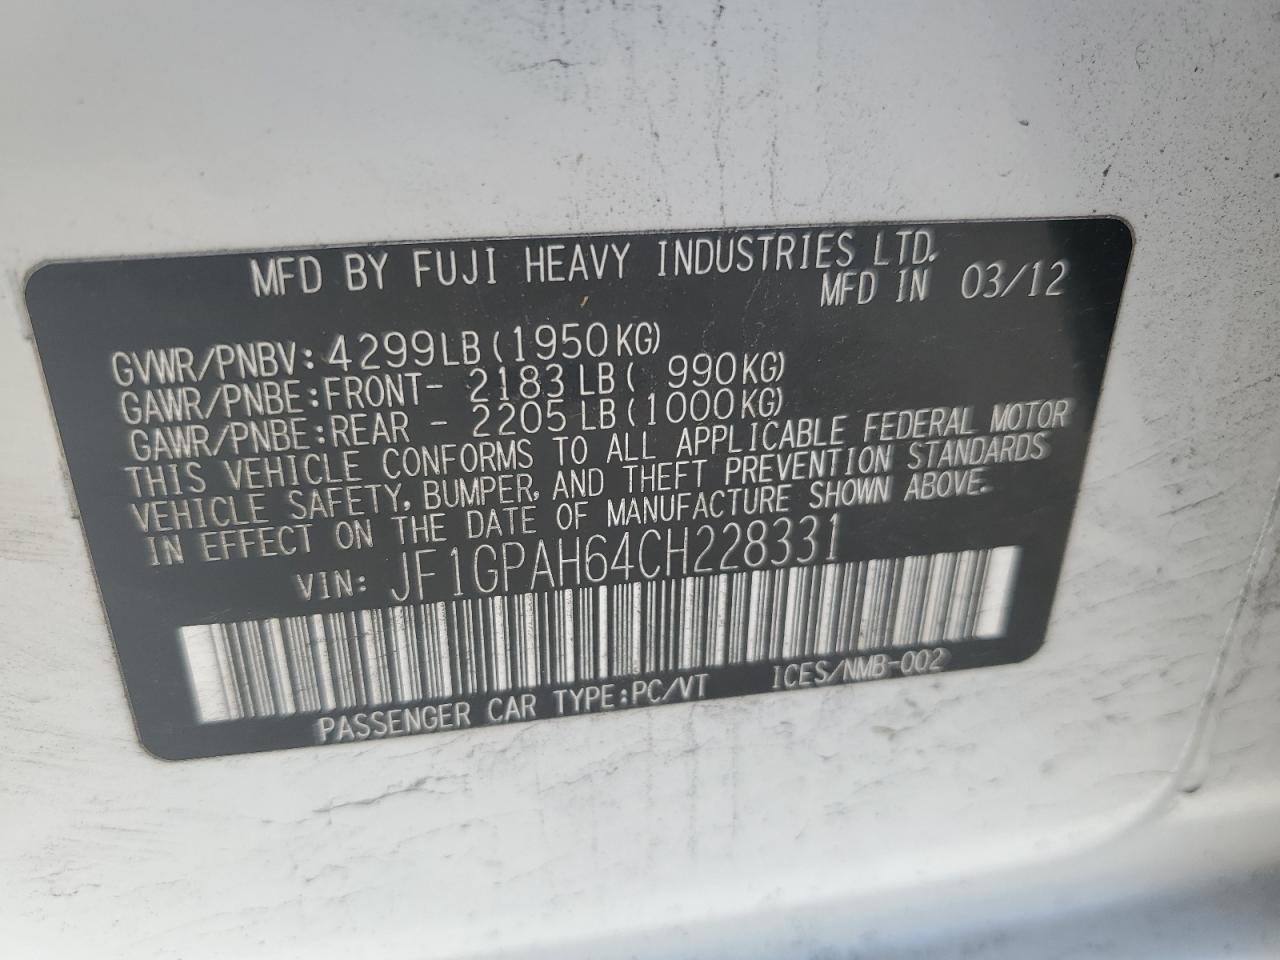 MFD BY FUJI HEAVY INDUSTRIES LTD.
MFD IN 03/12
GVWR/PNBV:4299LB(1950KG)
GAWR/PNBE:FRONT- 2183LB( 990KG)
GAWR/PNBE:REAR - 2205LB(1000KG)
THIS VEHICLE CONFORMS TO ALL APPLICABLE FEDERAL MOTOR
VEHICLE SAFETY, BUMPER, AND THEFT PREVENTION STANDARDS
IN EFFECT ON THE DATE OF MANUFACTURE SHOWN ABOVE.
VIN: JF1GPAH64CH228331
PASSENGER CAR TYPE:PC/VT ICES/NMB-002